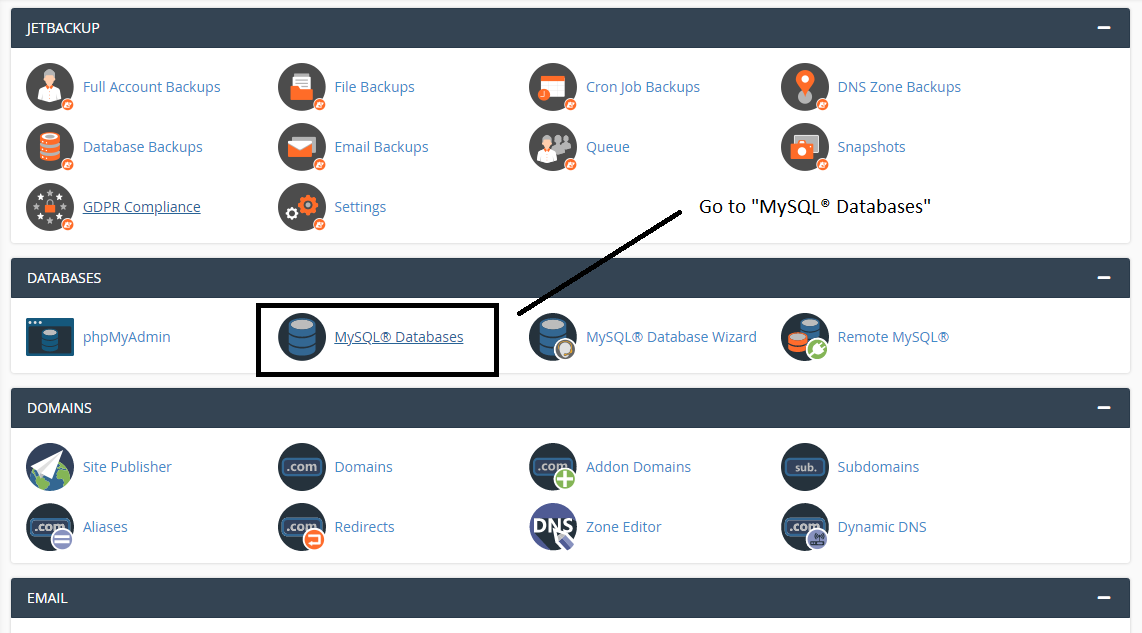 JETBACKUP
Full Account Backups
File Backups
Cron Job Backups
DNS Zone Backups
Database Backups
Email Backups
Queue
Snapshots
GDPR Compliance
Settings
Go to "MySQL® Databases"
DATABASES
phpMyAdmin
MySQL® Databases
MySQL® Database Wizard
Remote MySQL®
DOMAINS
Site Publisher
.com
Domains
.com
Addon Domains
sub.
Subdomains
.com
Aliases
.com
Redirects
DNS
Zone Editor
.com
Dynamic DNS
EMAIL